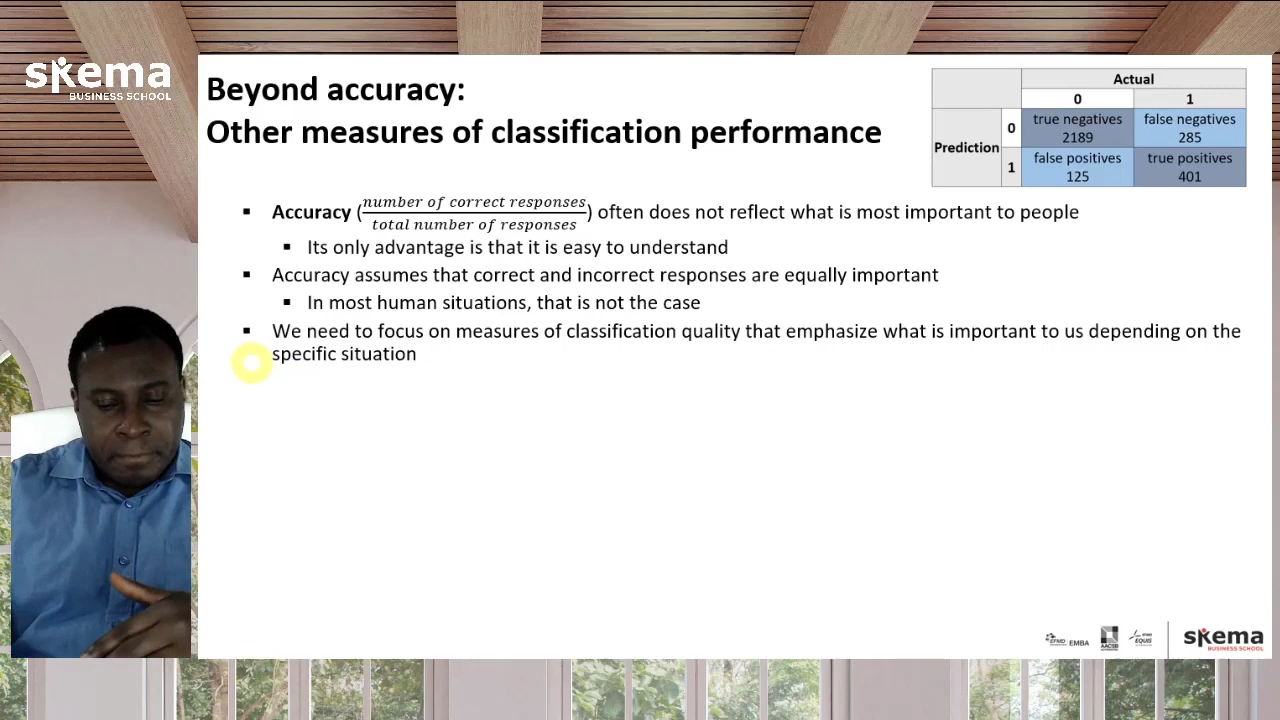 skema
BUSINESS SCHOOL
Beyond accuracy:
Other measures of classification performance
Actual
0 1
Prediction
0
true negatives
2189
false negatives
285
1
false positives
125
true positives
401
▪ Accuracy (number of correct responses / total number of responses) often does not reflect what is most important to people
▪ Its only advantage is that it is easy to understand
▪ Accuracy assumes that correct and incorrect responses are equally important
▪ In most human situations, that is not the case
▪ We need to focus on measures of classification quality that emphasize what is important to us depending on the
specific situation
EFMD
EMBA
AACSB
EQUIS
skema
BUSINESS SCHOOL